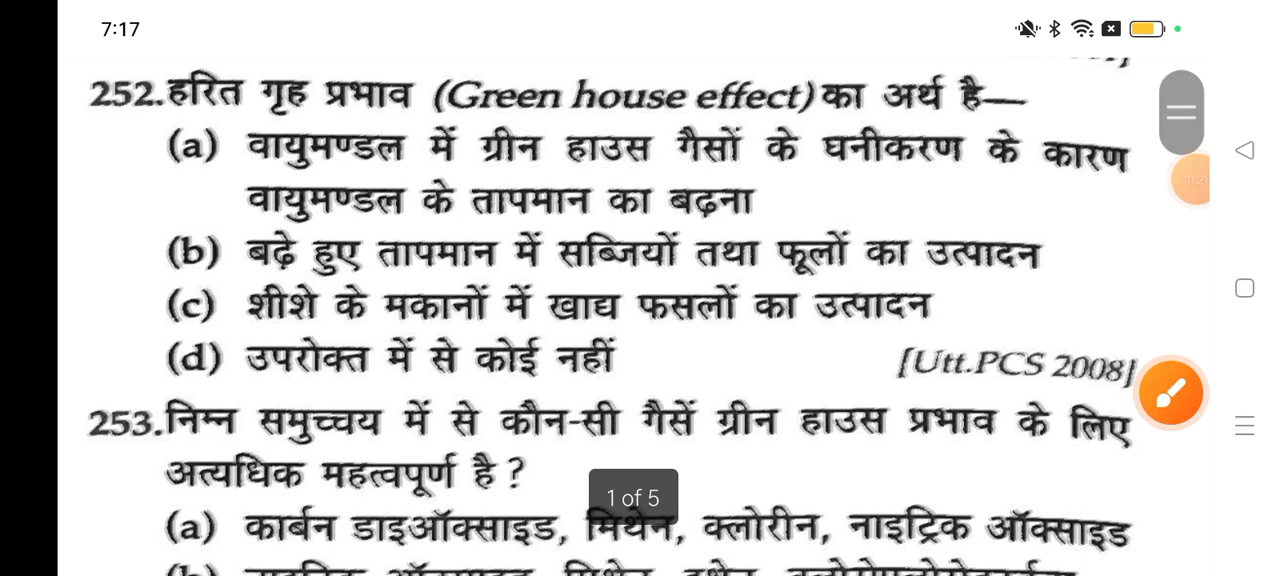 7:17
252.हरित गृह प्रभाव (Green house effect) का अर्थ है—
(a) वायुमण्डल में ग्रीन हाउस गैसों के घनीकरण के कारण
11:21
वायुमण्डल के तापमान का बढ़ना
(b) बढ़े हुए तापमान में सब्जियों तथा फूलों का उत्पादन
(c) शीशे के मकानों में खाद्य फसलों का उत्पादन
(d) उपरोक्त में से कोई नहीं [Utt.PCS 2008]
253.निम्न समुच्चय में से कौन-सी गैसें ग्रीन हाउस प्रभाव के लिए
अत्यधिक महत्वपूर्ण है ?
1 of 5
(a) कार्बन डाइऑक्साइड, मिथेन, क्लोरीन, नाइट्रिक ऑक्साइड